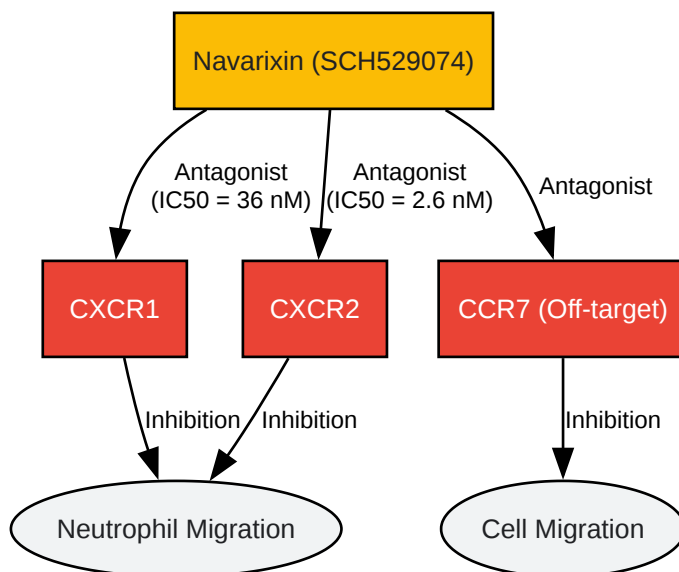 Navarixin (SCH529074)
Antagonist
(IC50 = 36 nM)
Antagonist
(IC50 = 2.6 nM)
Antagonist
CXCR1
CXCR2
CCR7 (Off-target)
Inhibition
Inhibition
Inhibition
Neutrophil Migration
Cell Migration